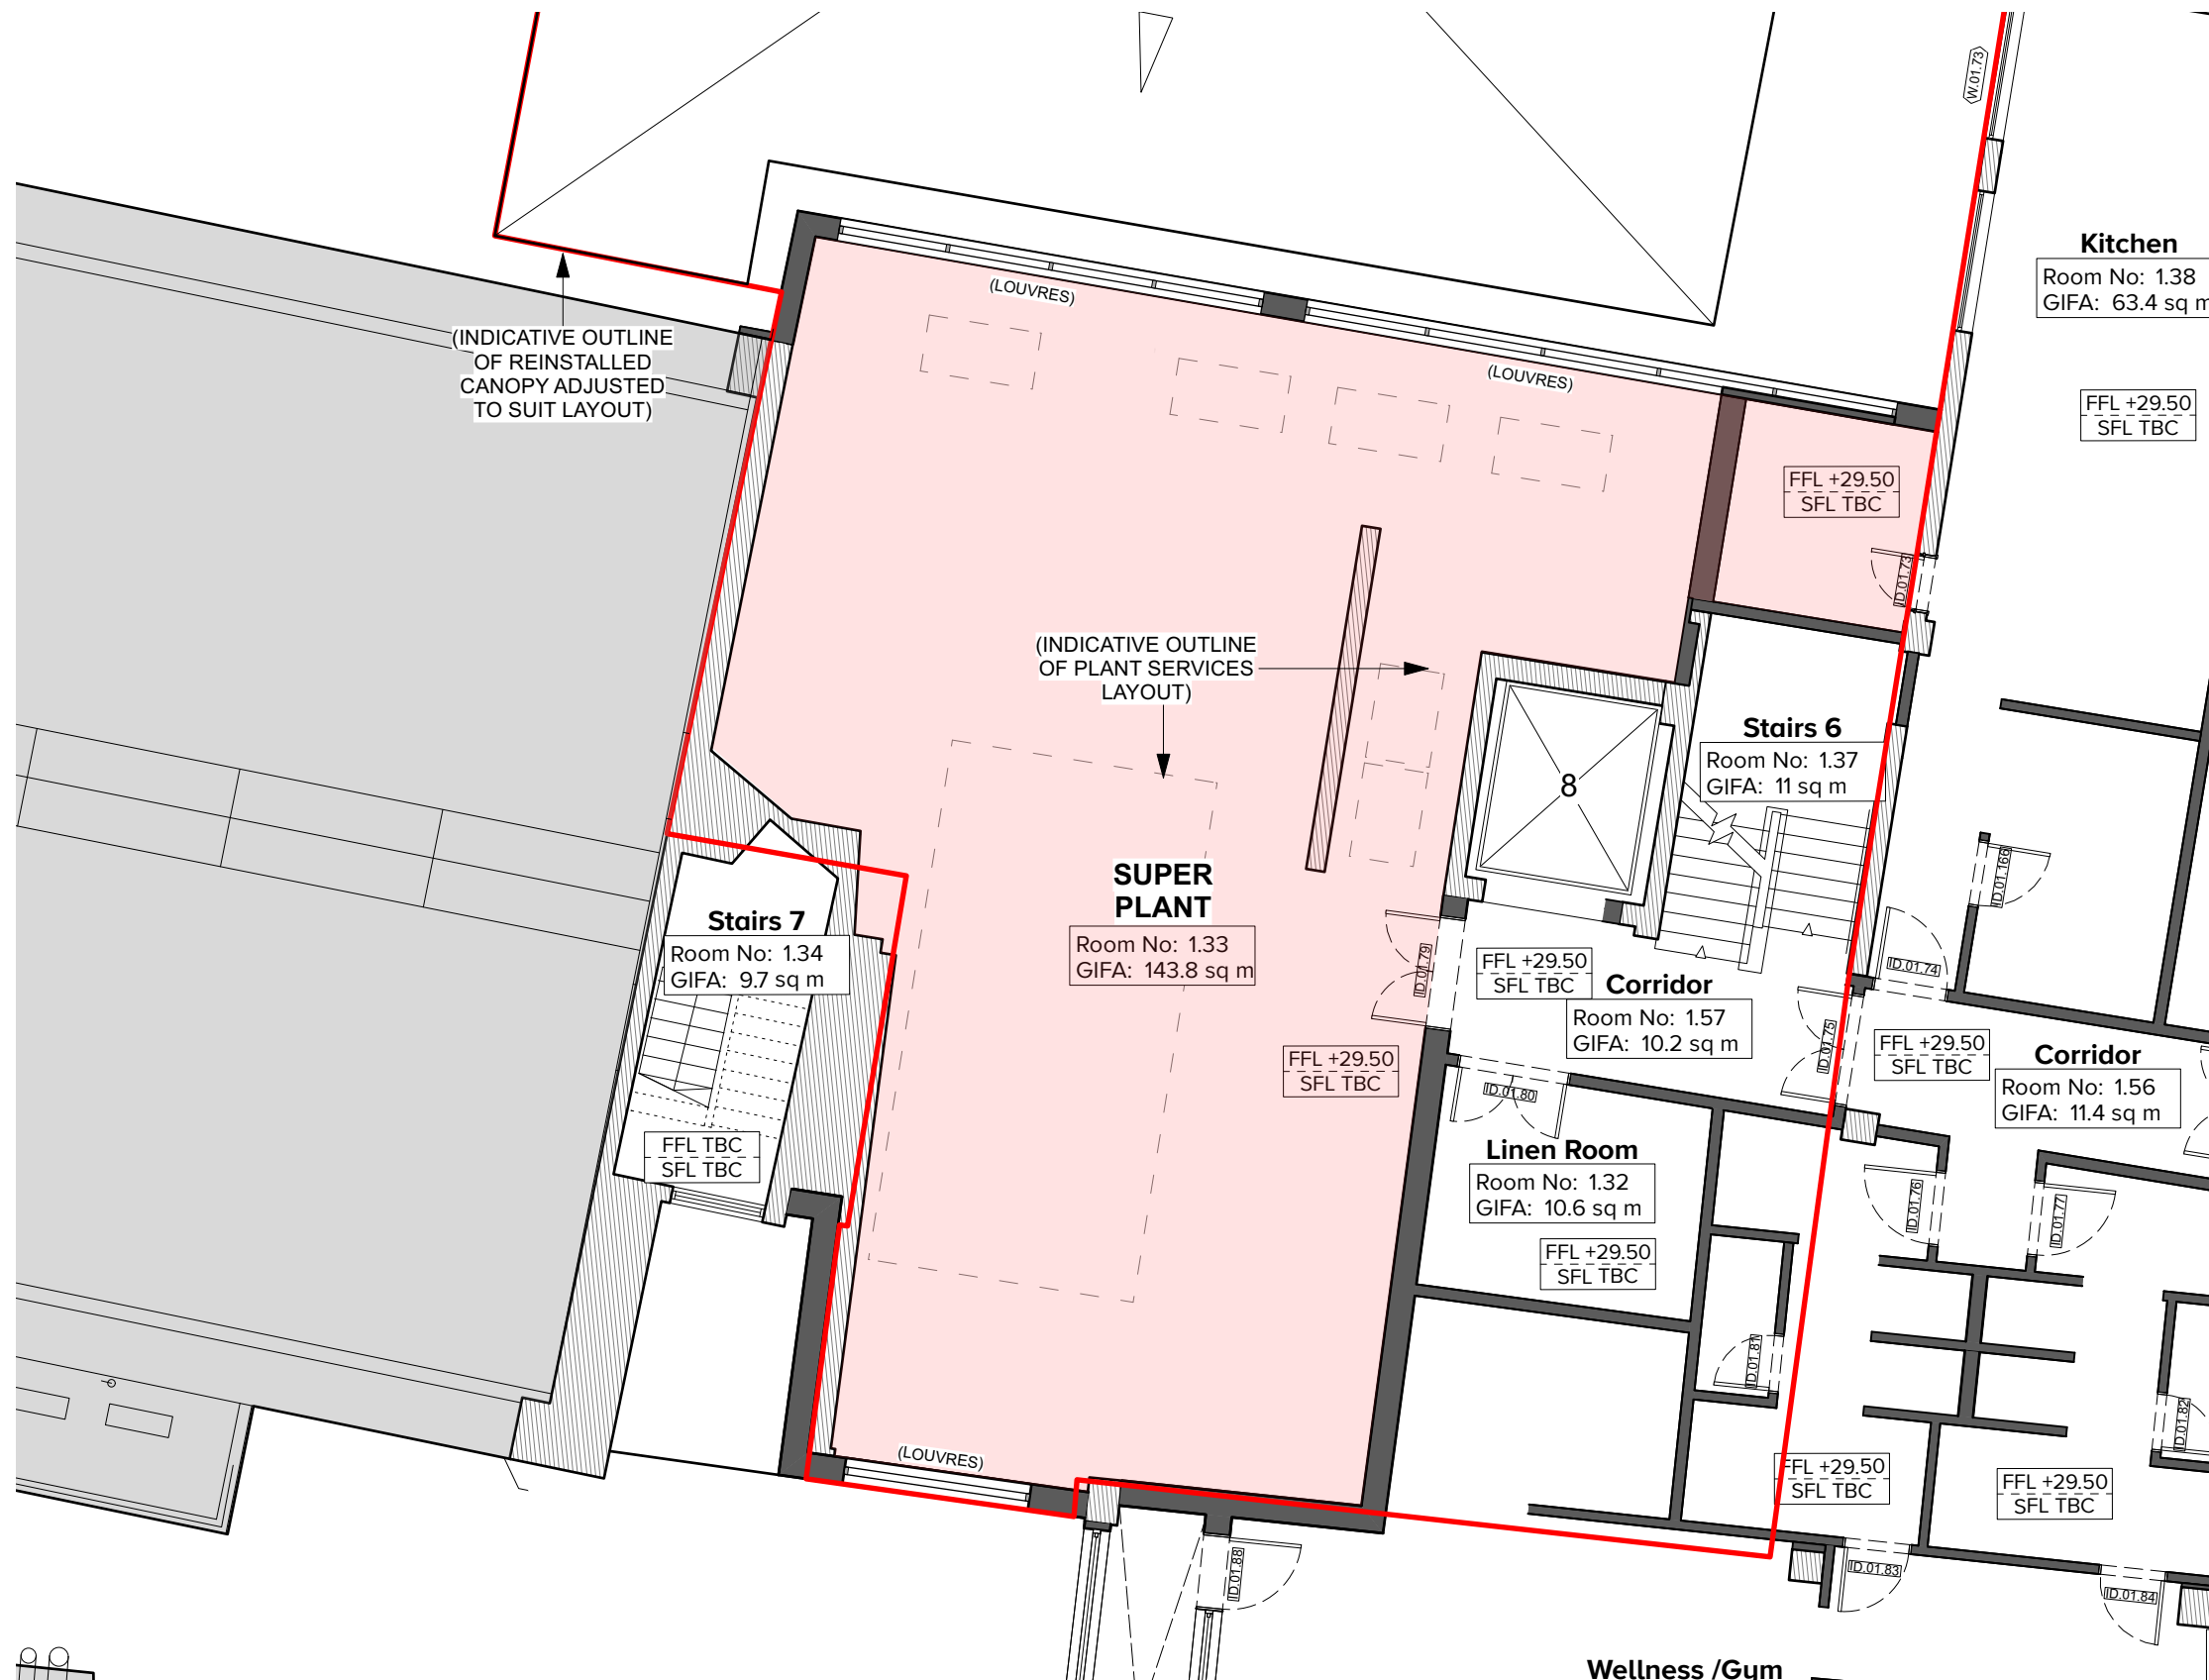 W.01.73
Kitchen
Room No: 1.38
GIFA: 63.4 sq m
(LOUVRES)
(INDICATIVE OUTLINE
OF REINSTALLED
CANOPY ADJUSTED
TO SUIT LAYOUT)
(LOUVRES)
FFL +29.50
SFL TBC
FFL +29.50
SFL TBC
ID.01.73
(INDICATIVE OUTLINE
OF PLANT SERVICES
LAYOUT)
Stairs 6
Room No: 1.37
GIFA: 11 sq m
8
ID.01.166
SUPER
PLANT
Room No: 1.33
GIFA: 143.8 sq m
Stairs 7
Room No: 1.34
GIFA: 9.7 sq m
ID.01.79
FFL +29.50
SFL TBC
Corridor
Room No: 1.57
GIFA: 10.2 sq m
ID.01.74
ID.01.75
FFL +29.50
SFL TBC
Corridor
Room No: 1.56
GIFA: 11.4 sq m
FFL +29.50
SFL TBC
ID.01.80
FFL TBC
SFL TBC
Linen Room
Room No: 1.32
GIFA: 10.6 sq m
ID.01.76
ID.01.77
FFL +29.50
SFL TBC
ID.01.81
ID.01.82
(LOUVRES)
FFL +29.50
SFL TBC
FFL +29.50
SFL TBC
ID.01.88
ID.01.83
ID.01.84
Wellness /Gym